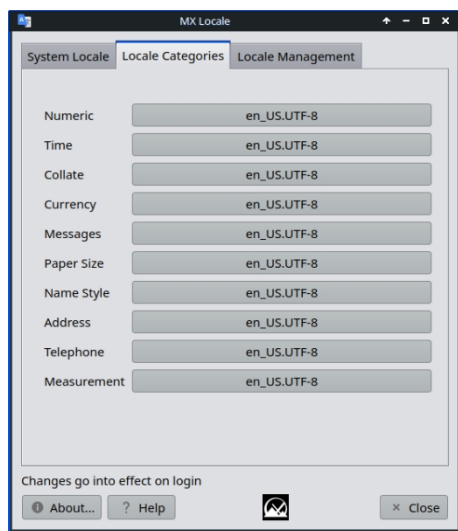 MX Locale
System Locale Locale Categories Locale Management
Numeric en_US.UTF-8
Time en_US.UTF-8
Collate en_US.UTF-8
Currency en_US.UTF-8
Messages en_US.UTF-8
Paper Size en_US.UTF-8
Name Style en_US.UTF-8
Address en_US.UTF-8
Telephone en_US.UTF-8
Measurement en_US.UTF-8
Changes go into effect on login
About... ? Help × Close